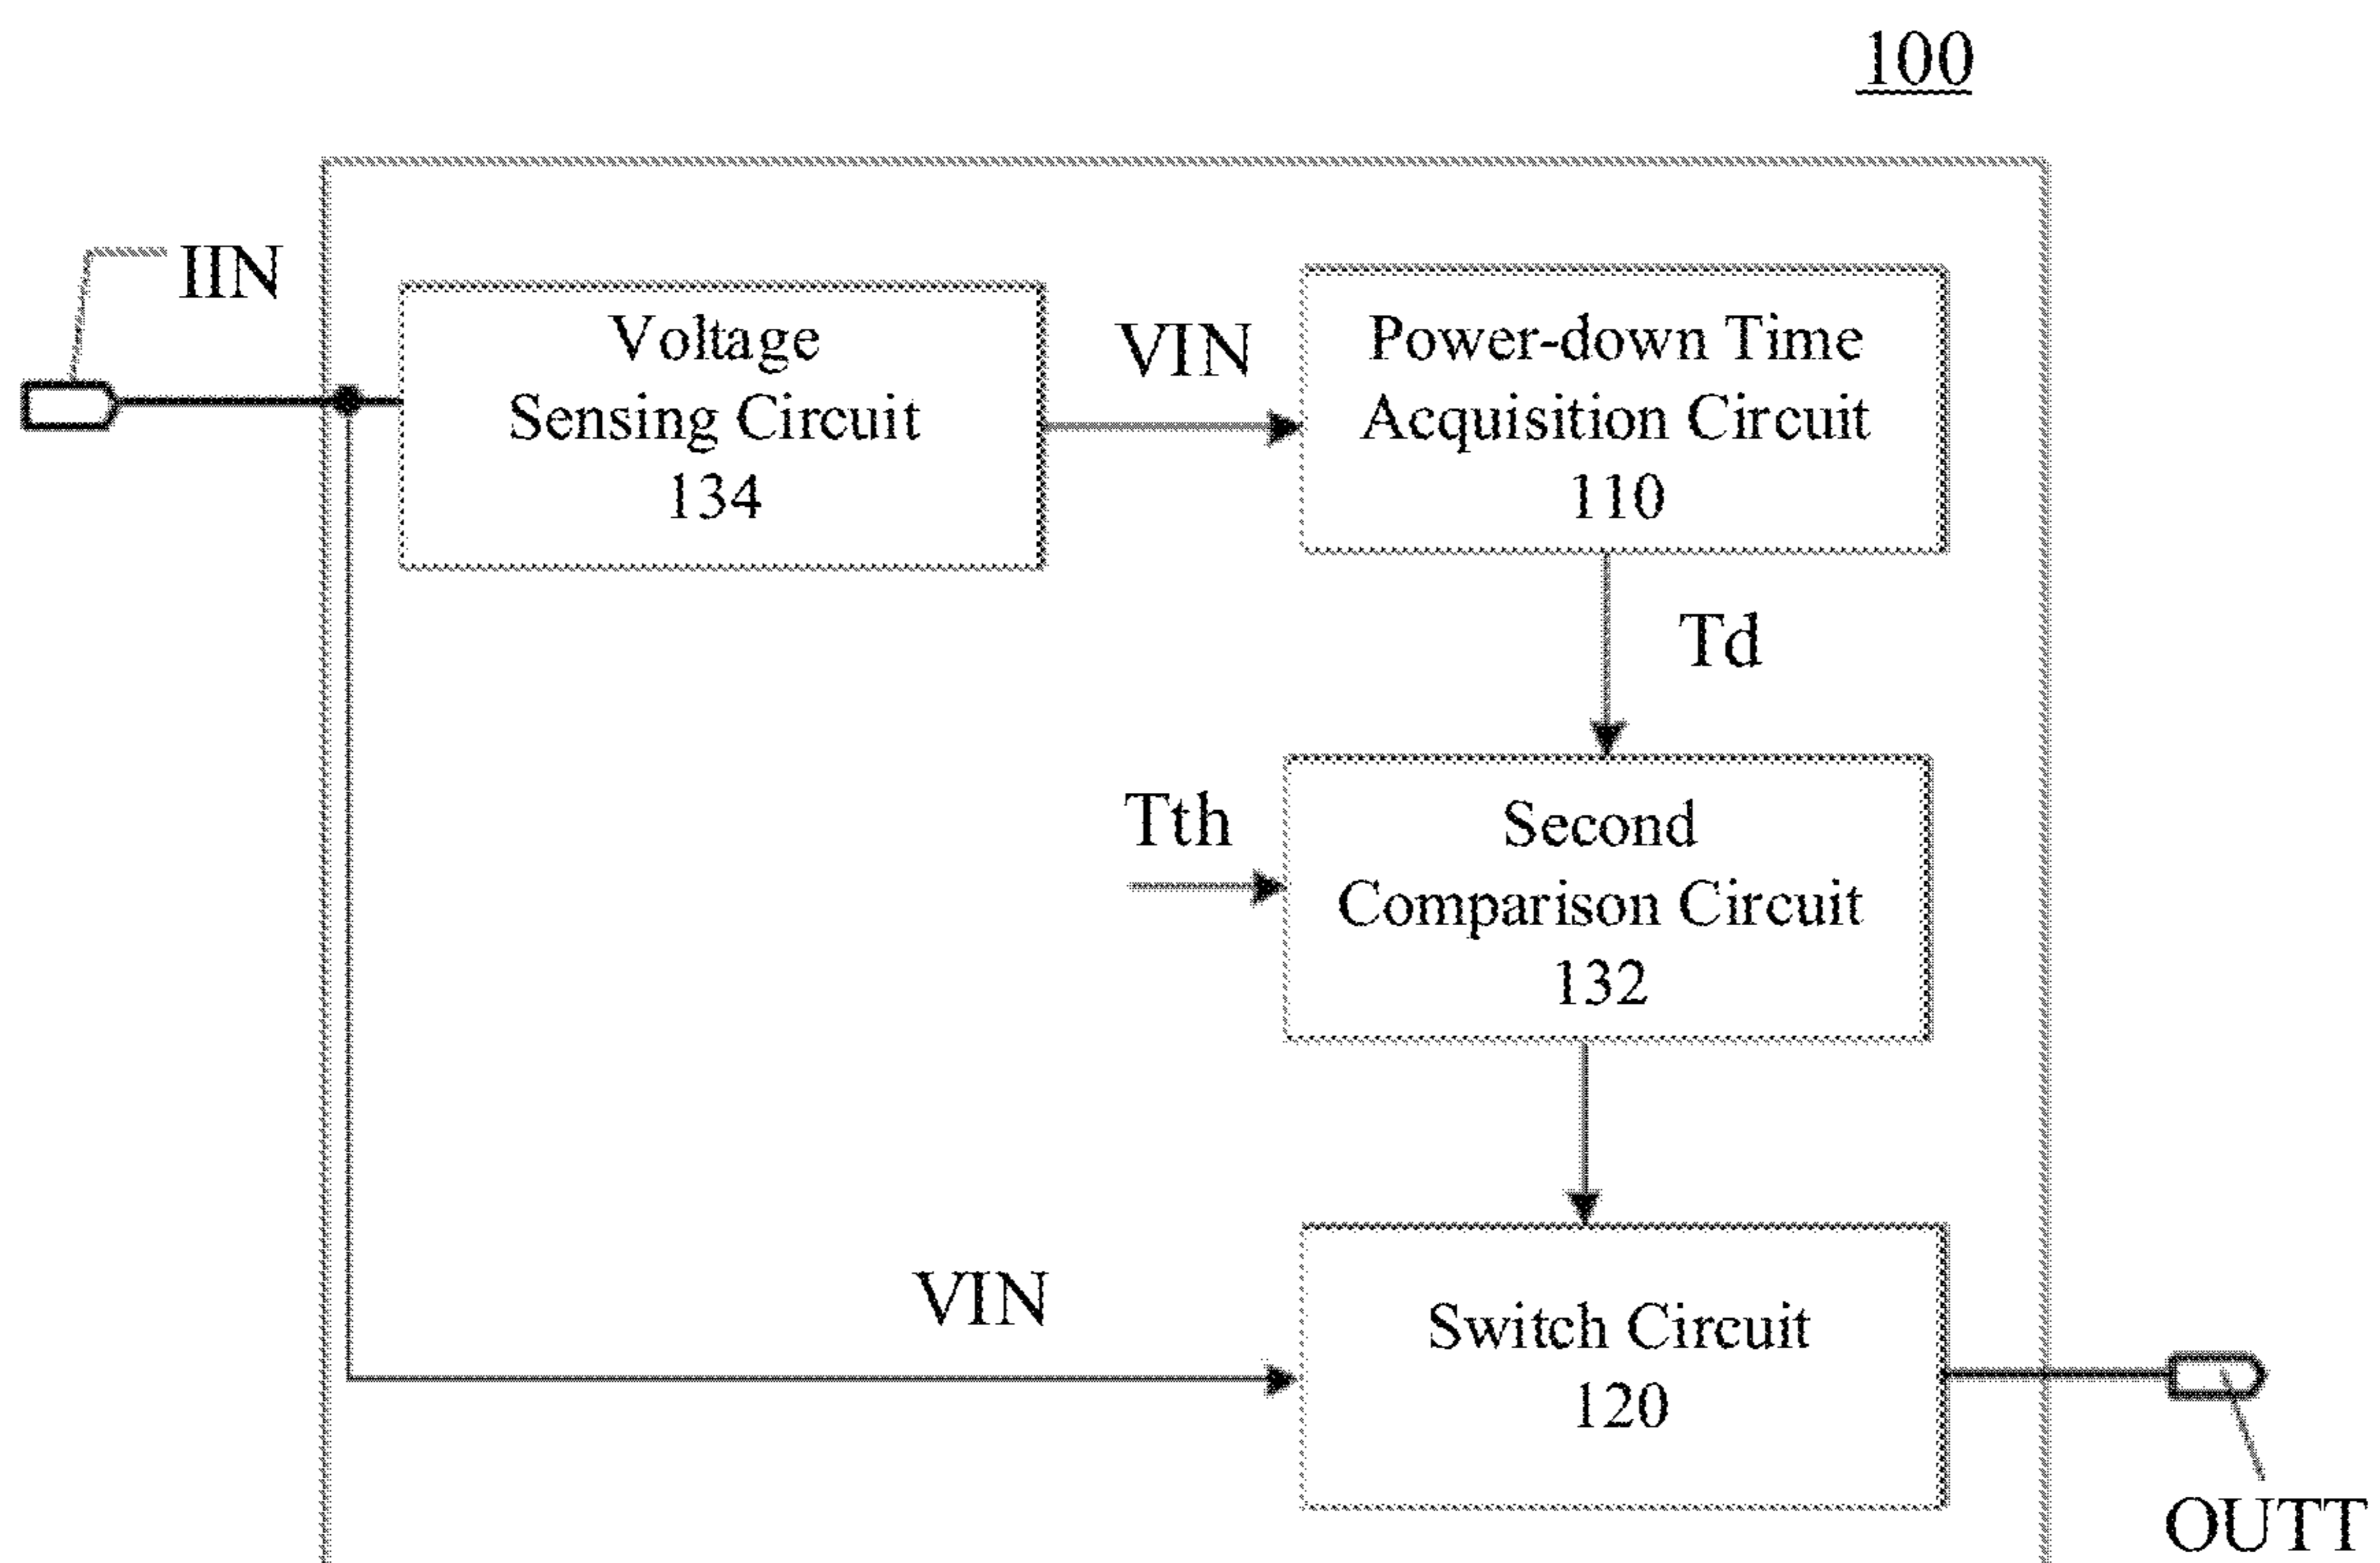 100
IIN
Voltage
Sensing Circuit
134
VIN
Power-down Time
Acquisition Circuit
110
Td
Tth
Second
Comparison Circuit
132
VIN
Switch Circuit
120
OUTT